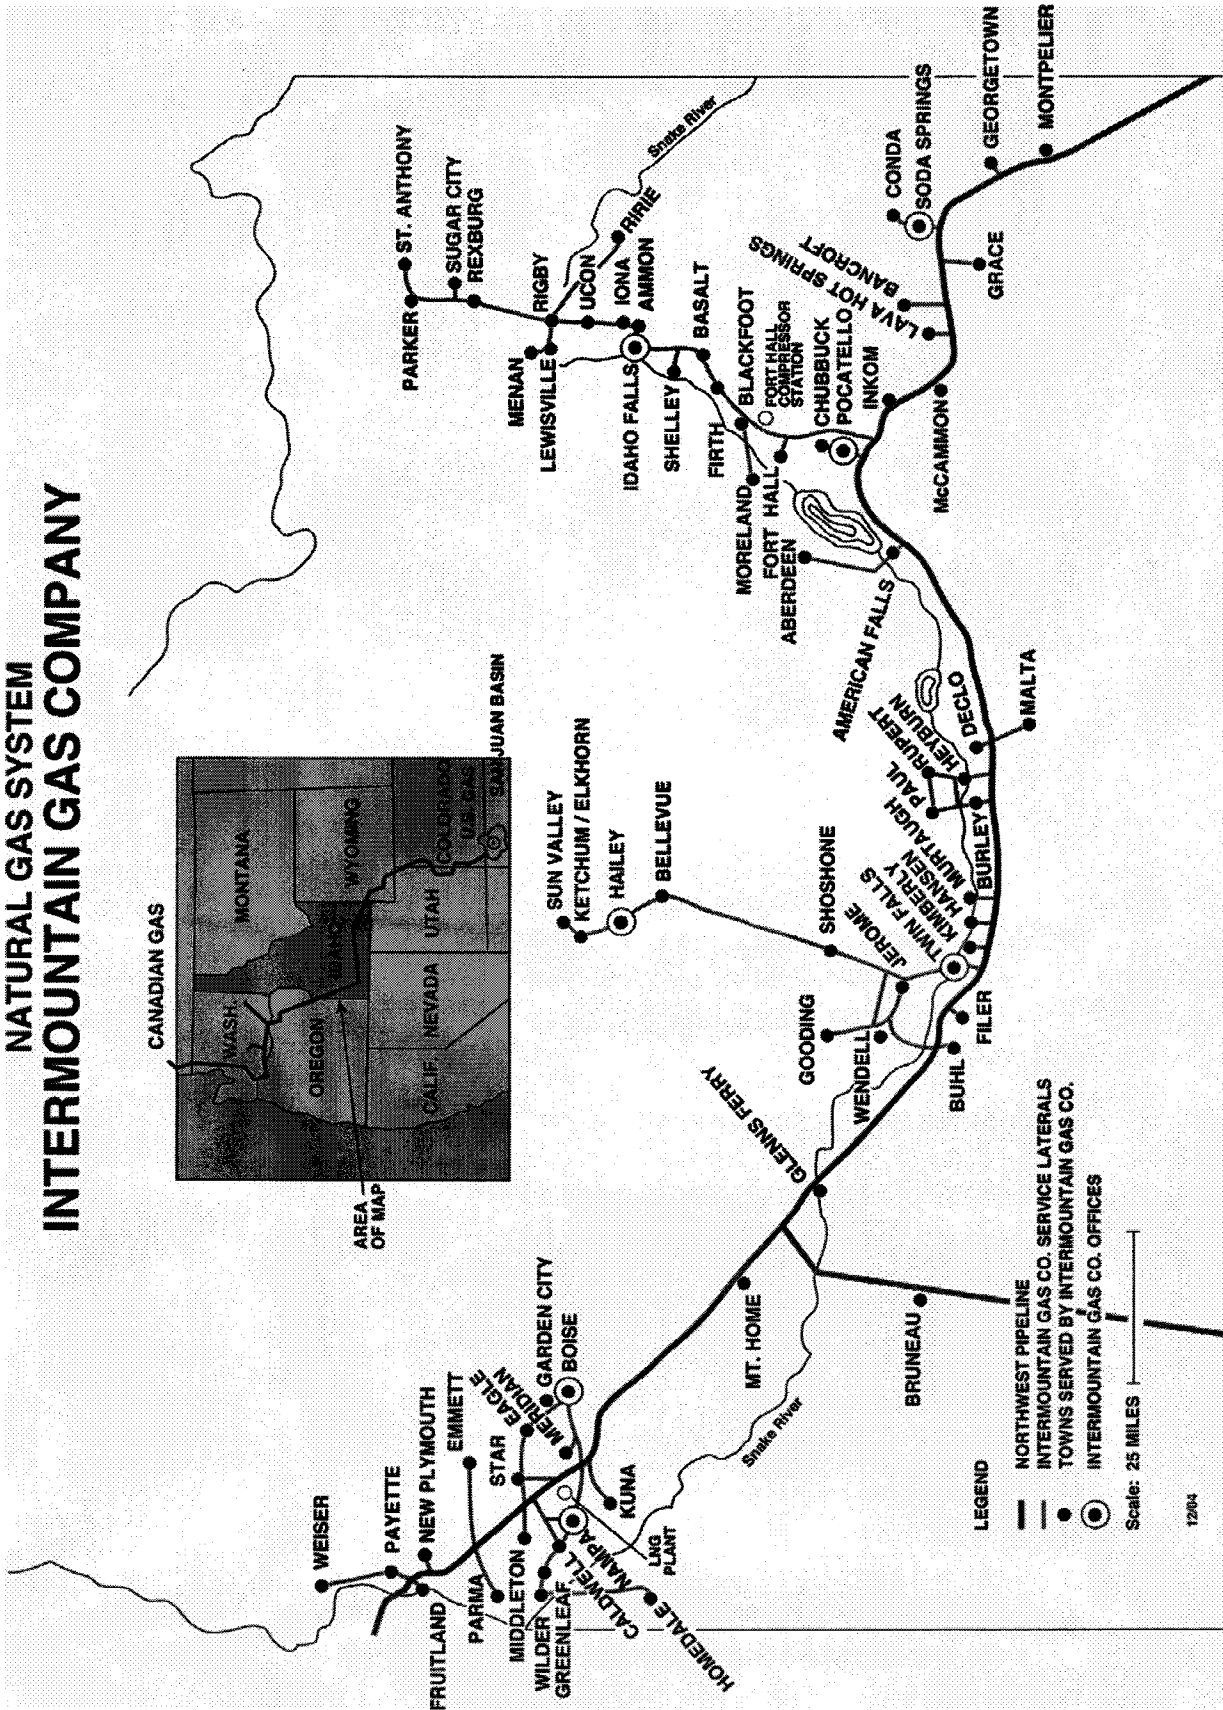 NATURAL GAS SYSTEM
INTERMOUNTAIN GAS COMPANY
CANADIAN GAS
WASH.
MONTANA
OREGON
IDAHO
WYOMING
CALIF.
NEVADA
UTAH
COLORADO
U.S. GAS
SAN JUAN BASIN
AREA
OF MAP
WEISER
PAYETTE
NEW PLYMOUTH
EMMETT
FRUITLAND
PARMA
STAR
EAGLE
MERIDIAN
GARDEN CITY
BOISE
MIDDLETON
WILDER
GREENLEAF
CALDWELL
NAMPA
HOMEDALE
LNG
PLANT
KUNA
Snake River
MT. HOME
BRUNEAU
GLENNS FERRY
SUN VALLEY
KETCHUM / ELKHORN
HAILEY
BELLEVUE
SHOSHONE
GOODING
WENDELL
JEROME
BUHL
FILER
TWIN FALLS
KIMBERLY
HANSEN
MURTAUGH
BURLEY
PAUL
RUPERT
HEYBURN
DECLO
MALTA
AMERICAN FALLS
ABERDEEN
PARKER
ST. ANTHONY
SUGAR CITY
REXBURG
MENAN
LEWISVILLE
RIGBY
UCON
RIRIE
IONA
AMMON
IDAHO FALLS
SHELLEY
BASALT
FIRTH
BLACKFOOT
MORELAND
FORT HALL
COMPRESSOR
STATION
FORT HALL
CHUBBUCK
POCATELLO
INKOM
McCAMMON
LAVA HOT SPRINGS
BANCROFT
GRACE
CONDA
SODA SPRINGS
GEORGETOWN
MONTPELIER
Snake River
LEGEND
NORTHWEST PIPELINE
INTERMOUNTAIN GAS CO. SERVICE LATERALS
TOWNS SERVED BY INTERMOUNTAIN GAS CO.
INTERMOUNTAIN GAS CO. OFFICES
Scale: 25 MILES
12/04